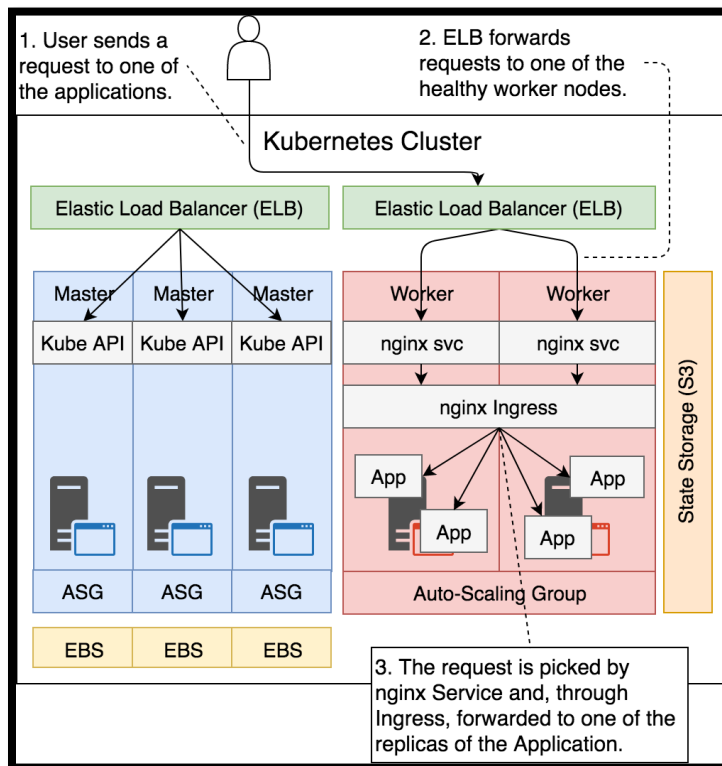 1. User sends a
request to one of
the applications.
2. ELB forwards
requests to one of the
healthy worker nodes.
Kubernetes Cluster
Elastic Load Balancer (ELB)
Elastic Load Balancer (ELB)
Master
Master
Master
Worker
Worker
Kube API
Kube API
Kube API
nginx svc
nginx svc
nginx Ingress
App
App
App
App
State Storage (S3)
ASG
ASG
ASG
Auto-Scaling Group
EBS
EBS
EBS
3. The request is picked by
nginx Service and, through
Ingress, forwarded to one of the
replicas of the Application.